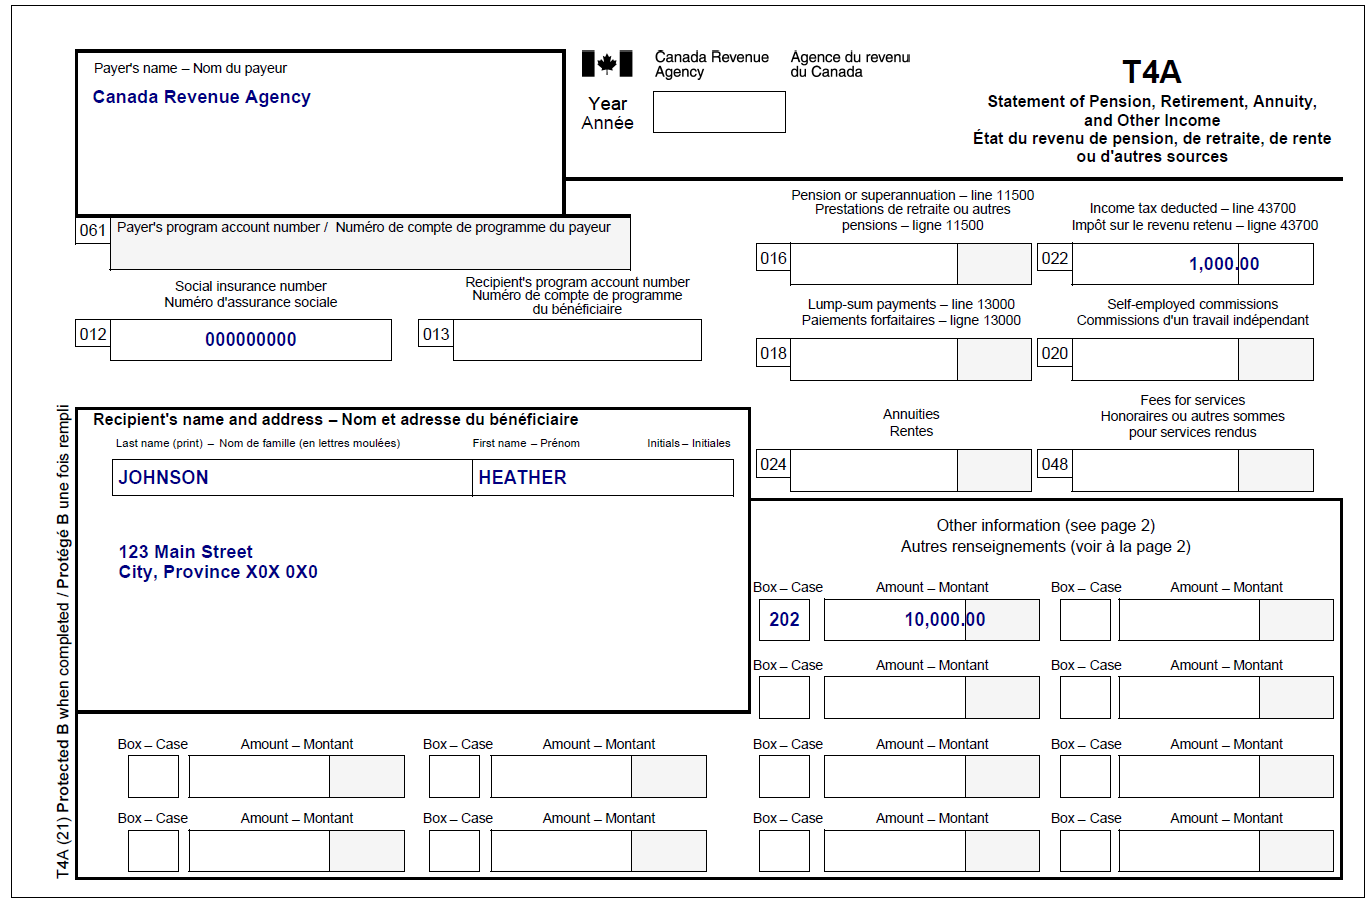 Payer's name – Nom du payeur
Canada Revenue Agency
Canada Revenue Agency
Agence du revenu du Canada
Year
Année
T4A
Statement of Pension, Retirement, Annuity,
and Other Income
État du revenu de pension, de retraite, de rente
ou d'autres sources
061 Payer's program account number / Numéro de compte de programme du payeur
Pension or superannuation – line 11500
Prestations de retraite ou autres
pensions – ligne 11500
016
Income tax deducted – line 43700
Impôt sur le revenu retenu – ligne 43700
022 1,000.00
Social insurance number
Numéro d'assurance sociale
012 000000000
Recipient's program account number
Numéro de compte de programme
du bénéficiaire
013
Lump-sum payments – line 13000
Paiements forfaitaires – ligne 13000
018
Self-employed commissions
Commissions d'un travail indépendant
020
Recipient's name and address – Nom et adresse du bénéficiaire
Last name (print) – Nom de famille (en lettres moulées) First name – Prénom Initials – Initiales
JOHNSON HEATHER
123 Main Street
City, Province X0X 0X0
Annuities
Rentes
024
Fees for services
Honoraires ou autres sommes
pour services rendus
048
Other information (see page 2)
Autres renseignements (voir à la page 2)
Box – Case Amount – Montant Box – Case Amount – Montant
202 10,000.00
Box – Case Amount – Montant Box – Case Amount – Montant
Box – Case Amount – Montant Box – Case Amount – Montant Box – Case Amount – Montant Box – Case Amount – Montant
Box – Case Amount – Montant Box – Case Amount – Montant Box – Case Amount – Montant Box – Case Amount – Montant
T4A (21) Protected B when completed / Protégé B une fois rempli